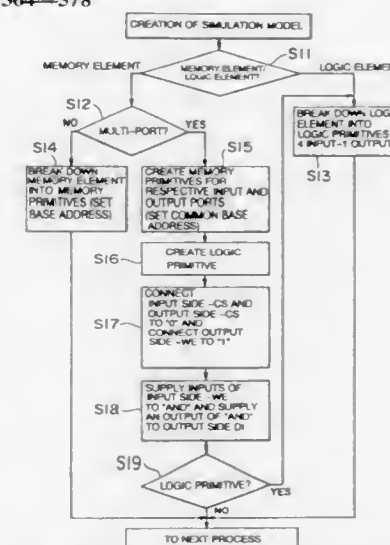 CREATION OF SIMULATION MODEL
S11
MEMORY ELEMENT
MEMORY ELEMENT/
LOGIC ELEMENT?
LOGIC ELEMEN
S12
NO
MULTI-PORT?
YES
S14
BREAK DOWN
MEMORY ELEMENT
INTO MEMORY
PRIMITIVES (SET
BASE ADDRESS)
S15
CREATE MEMORY
PRIMITIVES FOR
RESPECTIVE INPUT AND
OUTPUT PORTS
(SET COMMON BASE
ADDRESS)
BREAK DOWN LOG
ELEMENT INTO
LOGIC PRIMITIVES
4 INPUT-1 OUTPUT
S13
S16
CREATE LOGIC
PRIMITIVE
S17
CONNECT
INPUT SIDE -CS AND
OUTPUT SIDE -CS
TO "0" AND
CONNECT OUTPUT
SIDE -WE TO "1"
S18
SUPPLY INPUTS OF
INPUT SIDE -WE
TO "AND" AND SUPPLY
AN OUTPUT OF "AND"
TO OUTPUT SIDE DI
S19
LOGIC PRIMITIVE?
YES
NO
TO NEXT PROCESS